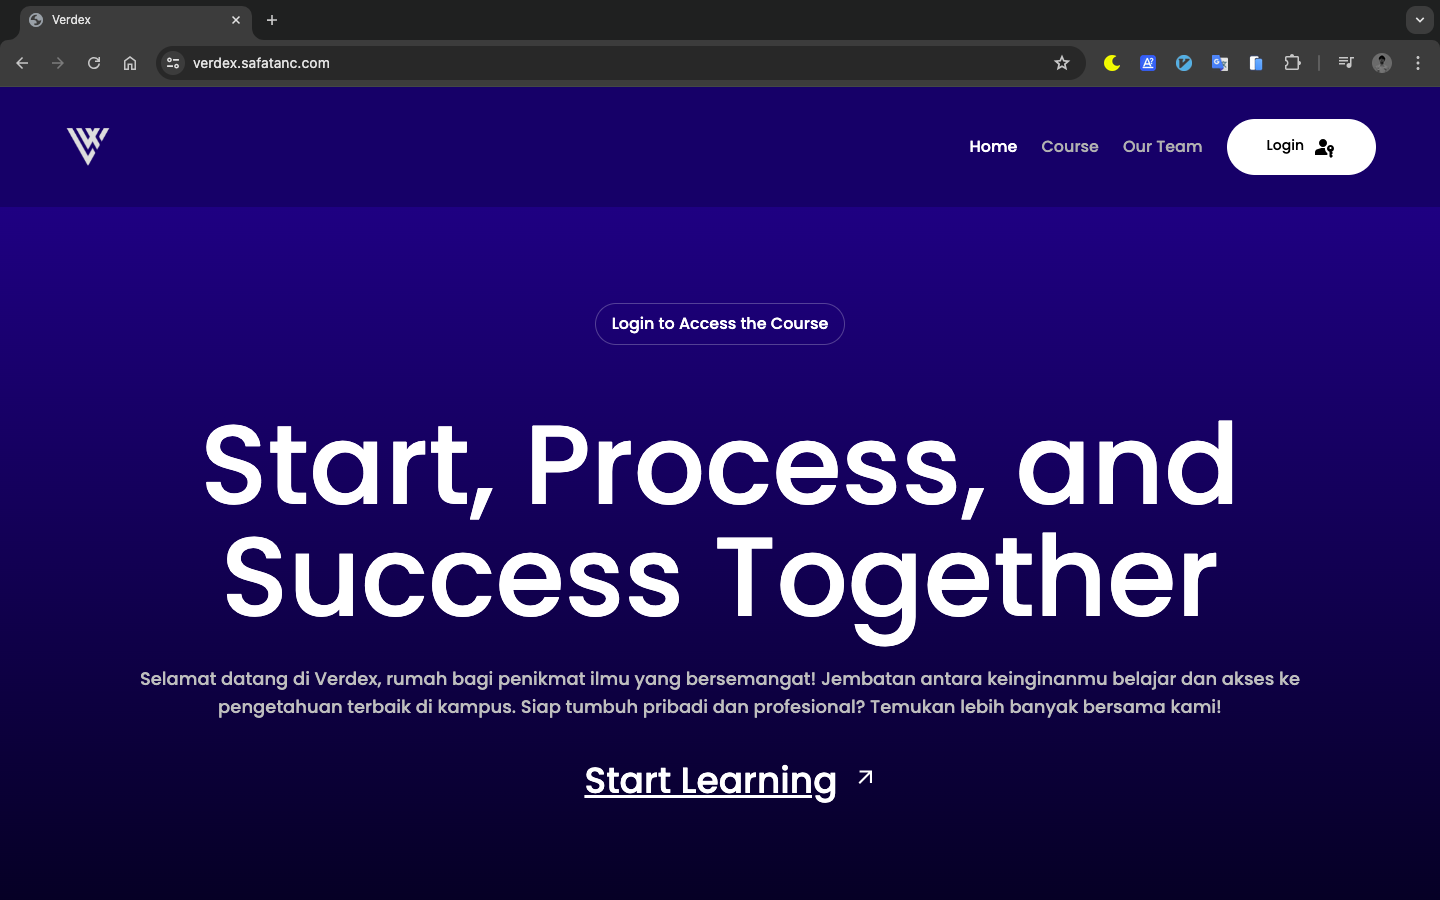 Verdex
verdex.safatanc.com
Home
Course
Our Team
Login
Login to Access the Course
Start, Process, and
Success Together
Selamat datang di Verdex, rumah bagi penikmat ilmu yang bersemangat! Jembatan antara keinginanmu belajar dan akses ke
pengetahuan terbaik di kampus. Siap tumbuh pribadi dan profesional? Temukan lebih banyak bersama kami!
Start Learning